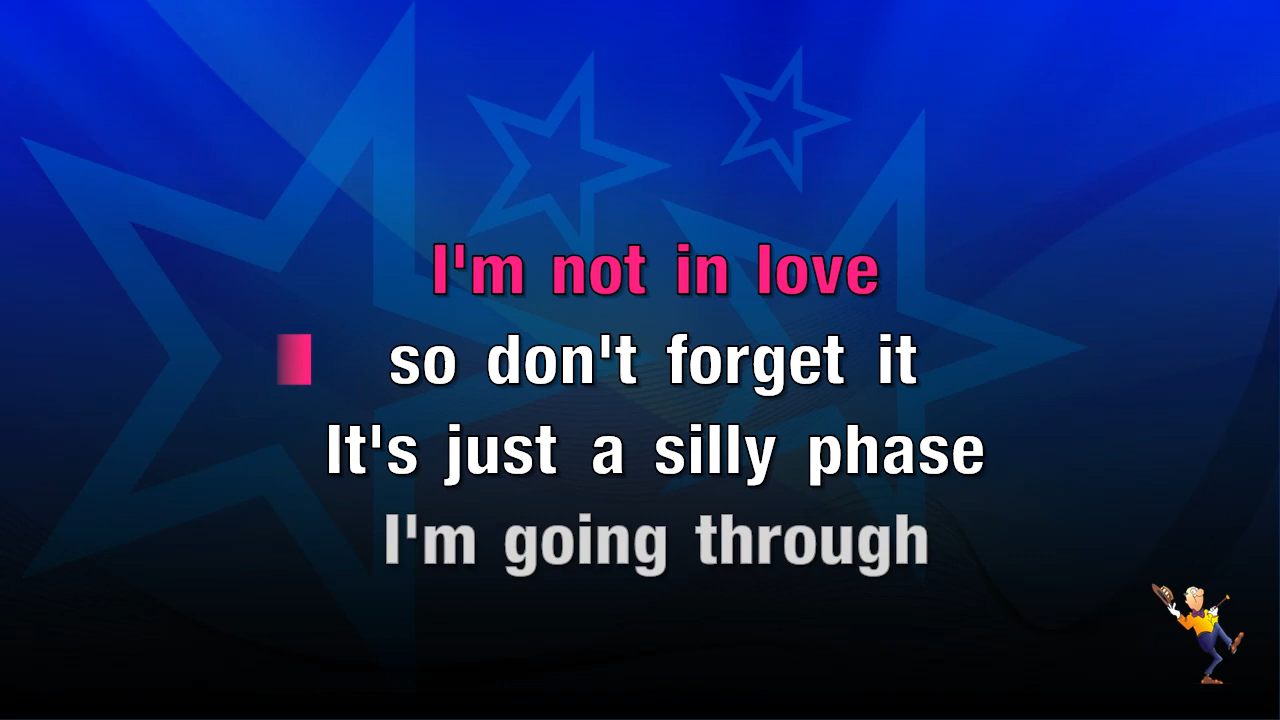 I'm not in love
so don't forget it
It's just a silly phase
I'm going through